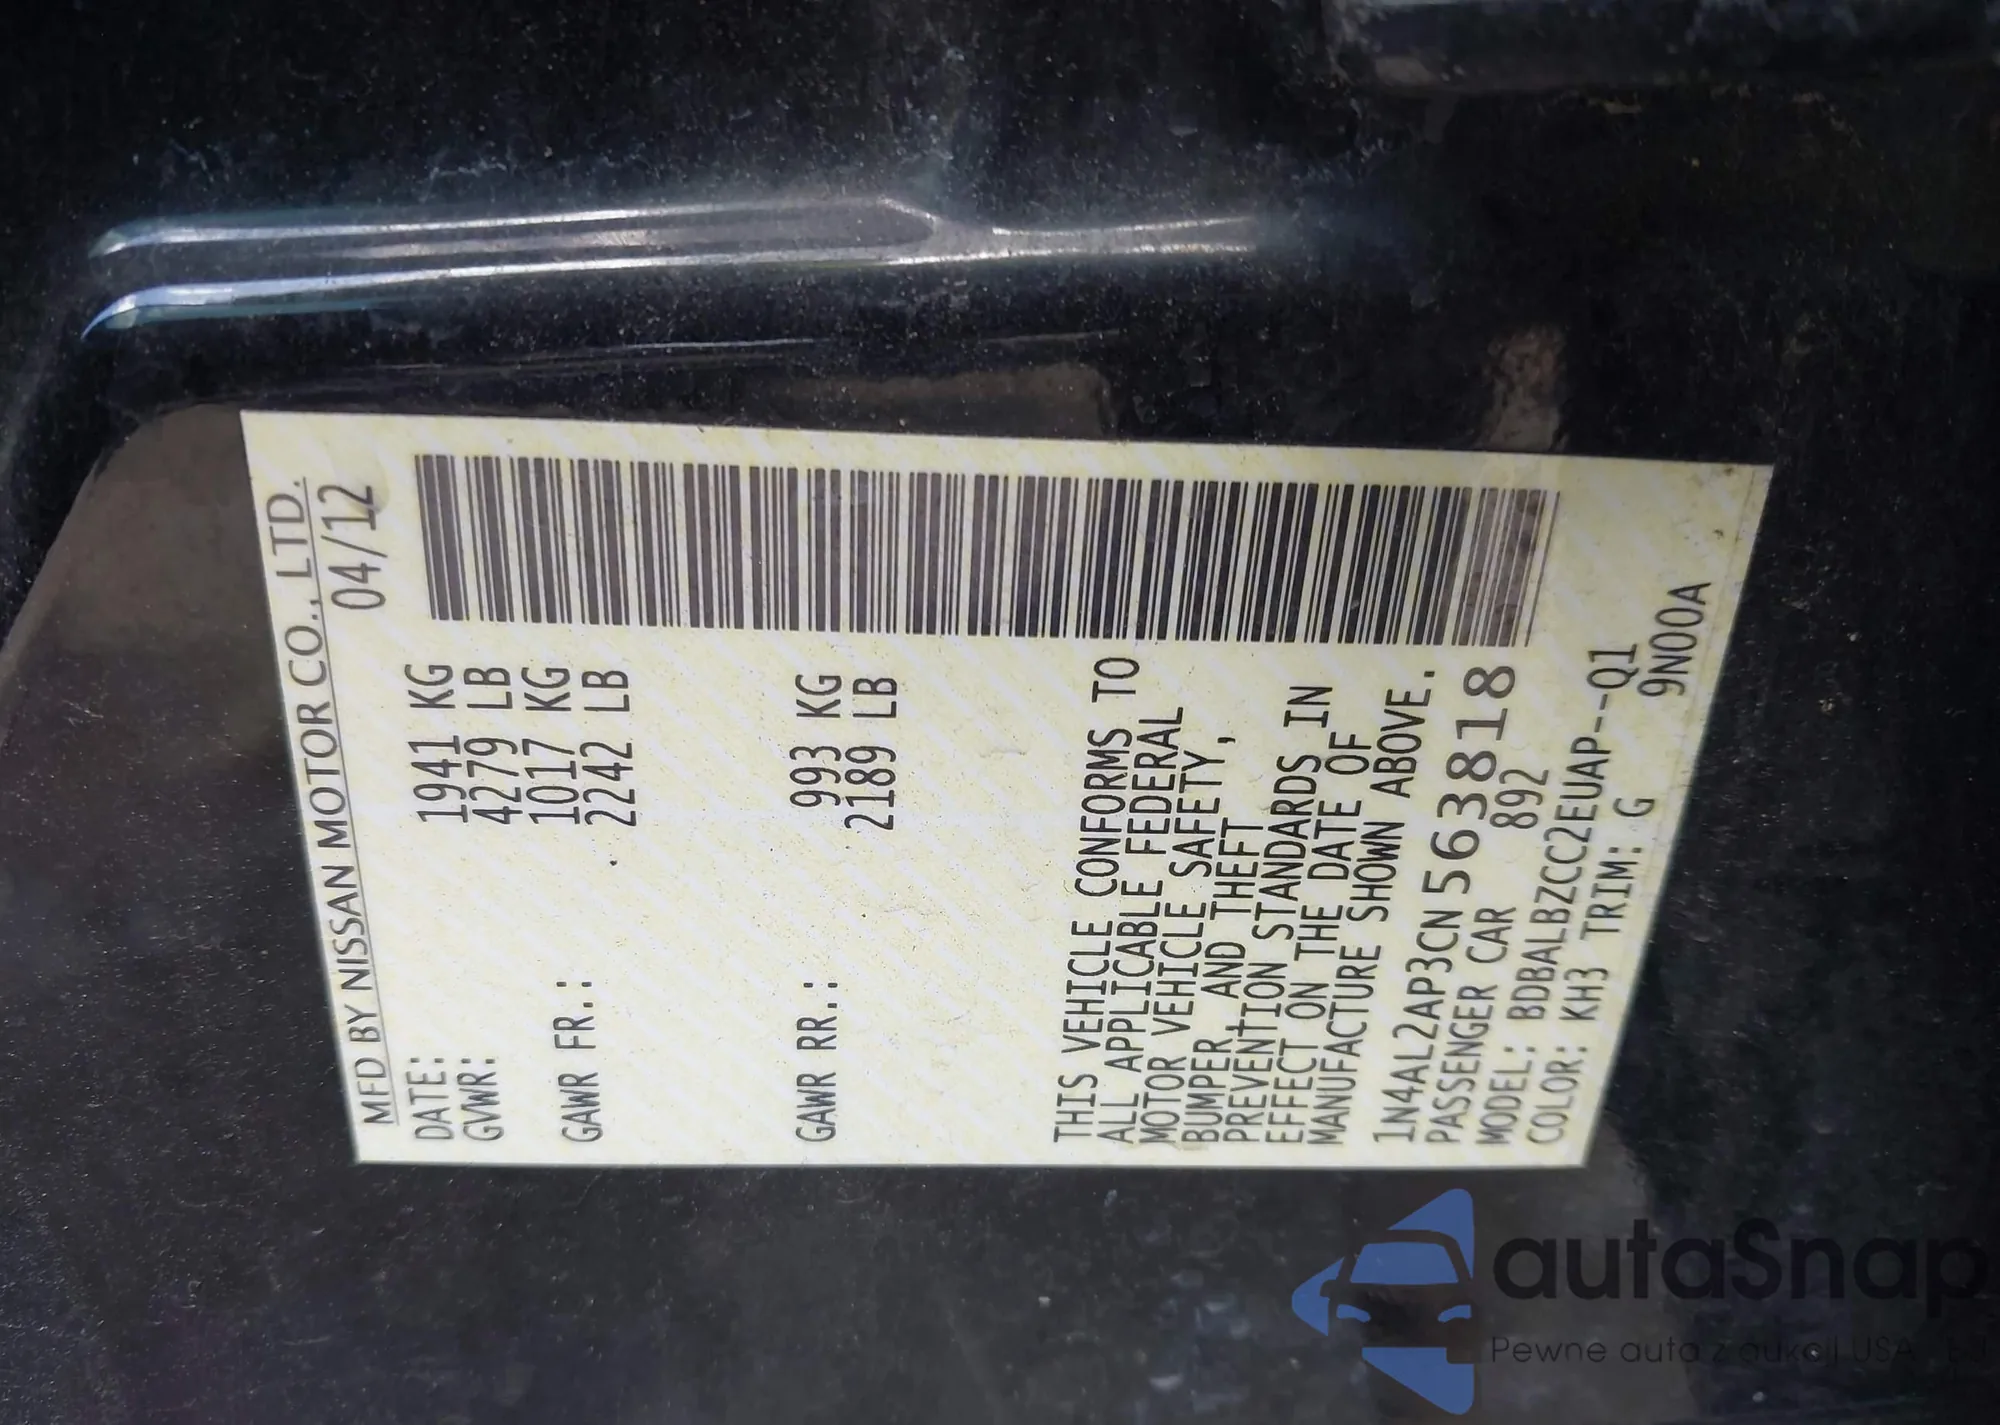 MFD BY NISSAN MOTOR CO., LTD.
DATE: 04/12
GVWR: 1941 KG
4279 LB
GAWR FR.: 1017 KG
2242 LB
GAWR RR.: 993 KG
2189 LB
THIS VEHICLE CONFORMS TO
ALL APPLICABLE FEDERAL
MOTOR VEHICLE SAFETY,
BUMPER, AND THEFT
PREVENTION STANDARDS IN
EFFECT ON THE DATE OF
MANUFACTURE SHOWN ABOVE.
1N4AL2AP3CN563818
PASSENGER CAR 892
MODEL: BDBALBZCC2EUAP--Q1
COLOR: KH3 TRIM: G 9N00A
autaSnap
Pewne auta z aukcji USA